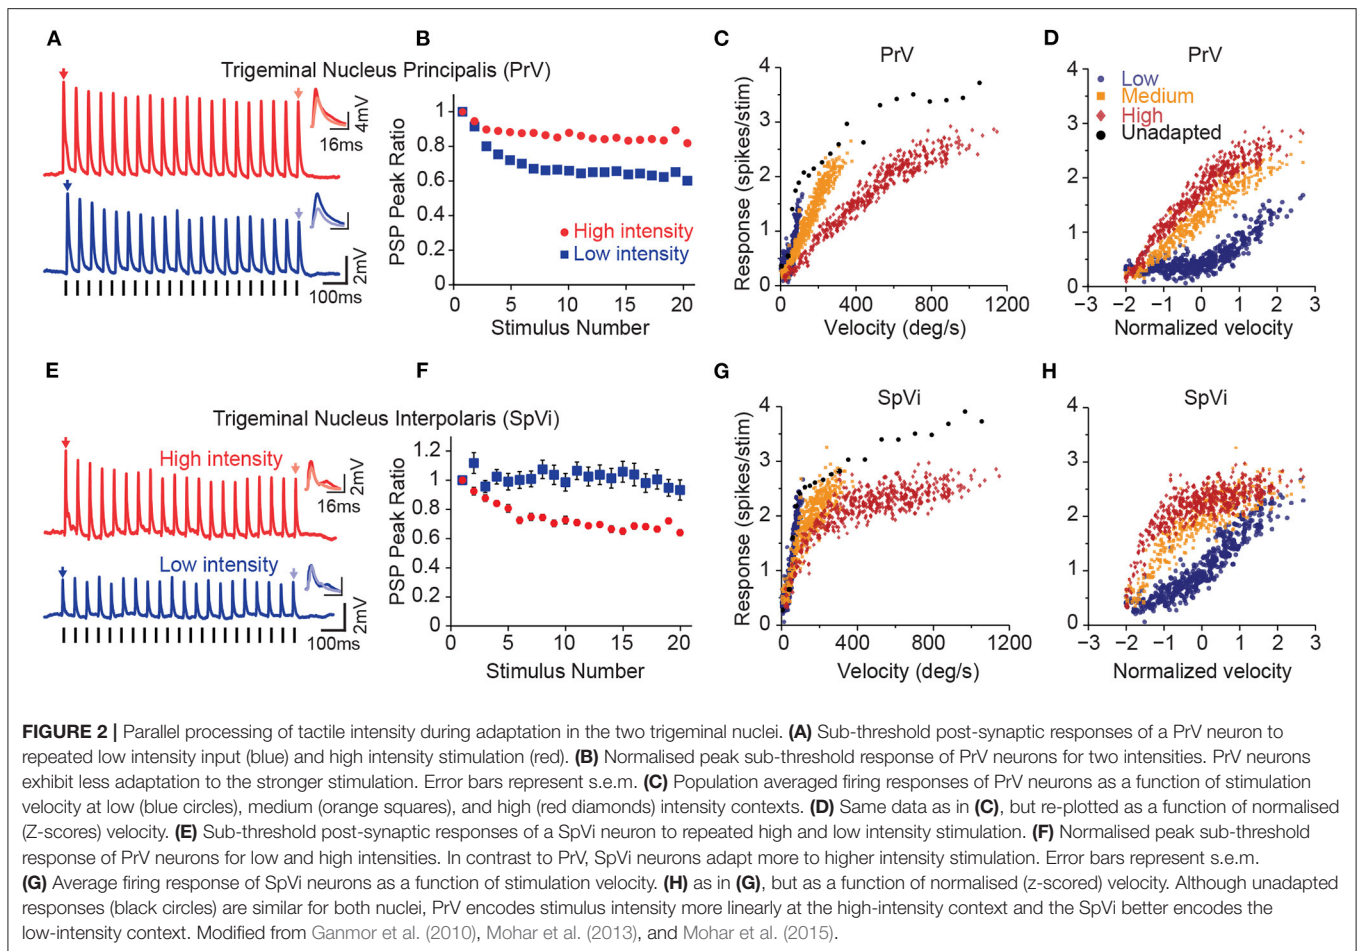 A
B
C
D
Trigeminal Nucleus Principalis (PrV)
4mV
16ms
2mV
100ms
PSP Peak Ratio
1
0.8
0.6
0.4
0.2
0
High intensity
Low intensity
0 5 10 15 20
Stimulus Number
PrV
Response (spikes/stim)
4
3
2
1
0
0 400 800 1200
Velocity (deg/s)
PrV
Low
Medium
High
Unadapted
4
3
2
1
0
−3 −2 −1 0 1 2 3
Normalized velocity
E
F
G
H
Trigeminal Nucleus Interpolaris (SpVi)
High intensity
2mV
16ms
Low intensity
2mV
100ms
PSP Peak Ratio
1.2
1
0.8
0.6
0.4
0.2
0
0 5 10 15 20
Stimulus Number
SpVi
Response (spikes/stim)
4
3
2
1
0
0 400 800 1200
Velocity (deg/s)
SpVi
4
3
2
1
0
−3 −2 −1 0 1 2 3
Normalized velocity
FIGURE 2 | Parallel processing of tactile intensity during adaptation in the two trigeminal nuclei. (A) Sub-threshold post-synaptic responses of a PrV neuron to
repeated low intensity input (blue) and high intensity stimulation (red). (B) Normalised peak sub-threshold response of PrV neurons for two intensities. PrV neurons
exhibit less adaptation to the stronger stimulation. Error bars represent s.e.m. (C) Population averaged firing responses of PrV neurons as a function of stimulation
velocity at low (blue circles), medium (orange squares), and high (red diamonds) intensity contexts. (D) Same data as in (C), but re-plotted as a function of normalised
(Z-scores) velocity. (E) Sub-threshold post-synaptic responses of a SpVi neuron to repeated high and low intensity stimulation. (F) Normalised peak sub-threshold
response of PrV neurons for low and high intensities. In contrast to PrV, SpVi neurons adapt more to higher intensity stimulation. Error bars represent s.e.m.
(G) Average firing response of SpVi neurons as a function of stimulation velocity. (H) as in (G), but as a function of normalised (z-scored) velocity. Although unadapted
responses (black circles) are similar for both nuclei, PrV encodes stimulus intensity more linearly at the high-intensity context and the SpVi better encodes the
low-intensity context. Modified from Ganmor et al. (2010), Mohar et al. (2013), and Mohar et al. (2015).